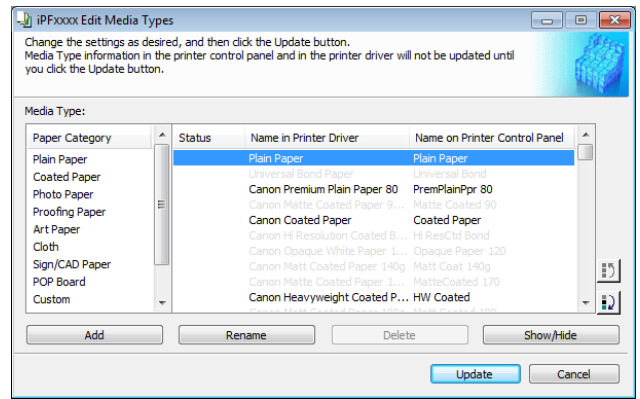 iPFxxxx Edit Media Types
Change the settings as desired, and then click the Update button.
Media Type information in the printer control panel and in the printer driver will not be updated until
you click the Update button.
Media Type:
Paper Category Status Name in Printer Driver Name on Printer Control Panel
Plain Paper Plain Paper Plain Paper
Coated Paper Universal Bond Paper Universal Bond
Photo Paper Canon Premium Plain Paper 80 PremPlainPpr 80
Proofing Paper Canon Matte Coated Paper 9... Matte Coated 90
Art Paper Canon Coated Paper Coated Paper
Cloth Canon Hi Resolution Coated B... Hi ResCtd Bond
Sign/CAD Paper Canon Opaque White Paper 1... Opaque Paper 120
POP Board Canon Matt Coated Paper 140g Matt Coat 140g
Custom Canon Matte Coated Paper 1... MatteCoated 170
Canon Heavyweight Coated P... HW Coated
Add Rename Delete Show/Hide
Update Cancel